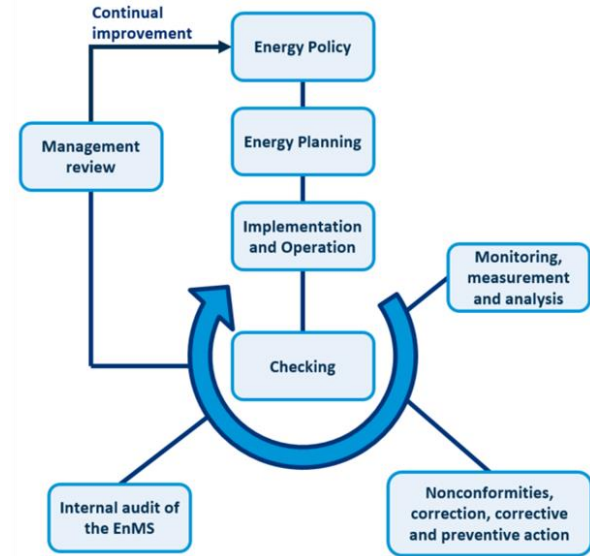 Continual
improvement
Energy Policy
Energy Planning
Management
review
Implementation
and Operation
Monitoring,
measurement
and analysis
Checking
Internal audit of
the EnMS
Nonconformities,
correction, corrective
and preventive action